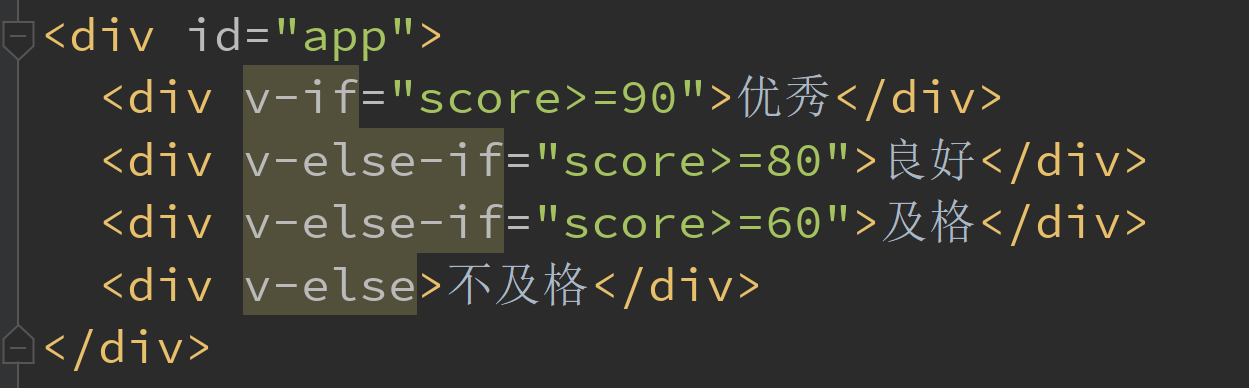 <div id="app">
<div v-if="score>=90">优秀</div>
<div v-else-if="score>=80">良好</div>
<div v-else-if="score>=60">及格</div>
<div v-else>不及格</div>
</div>